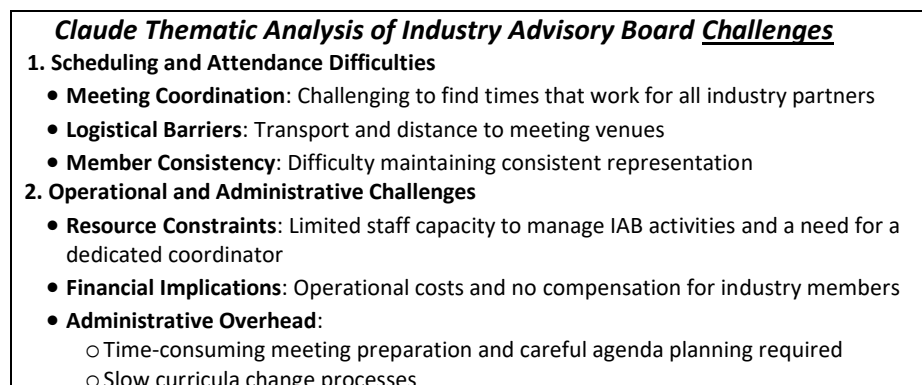 Claude Thematic Analysis of Industry Advisory Board Challenges
1. Scheduling and Attendance Difficulties
• Meeting Coordination: Challenging to find times that work for all industry partners
• Logistical Barriers: Transport and distance to meeting venues
• Member Consistency: Difficulty maintaining consistent representation
2. Operational and Administrative Challenges
• Resource Constraints: Limited staff capacity to manage IAB activities and a need for a
dedicated coordinator
• Financial Implications: Operational costs and no compensation for industry members
• Administrative Overhead:
○ Time-consuming meeting preparation and careful agenda planning required
○ Slow curricula change processes